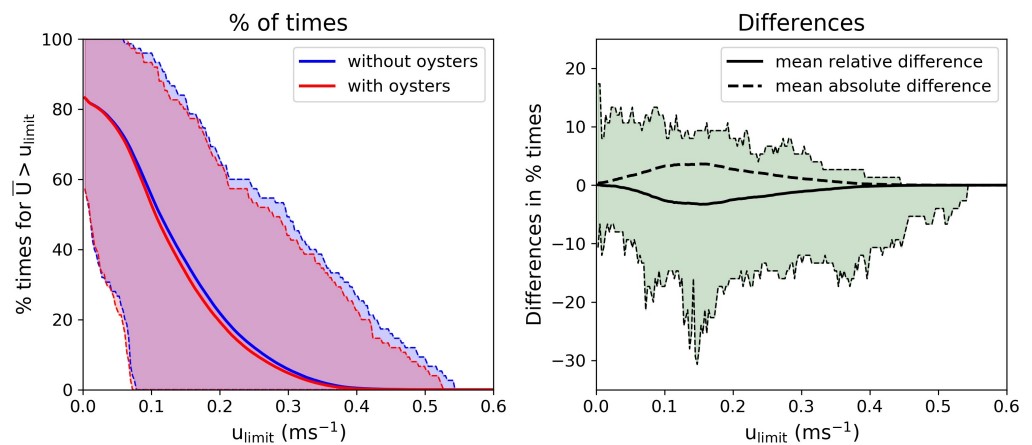 % of times
% times for U̅ > u_limit
100
80
60
40
20
0
0.0 0.1 0.2 0.3 0.4 0.5 0.6
u_limit (ms⁻¹)
without oysters
with oysters
Differences
Differences in % times
20
10
0
−10
−20
−30
0.0 0.1 0.2 0.3 0.4 0.5 0.6
u_limit (ms⁻¹)
mean relative difference
mean absolute difference